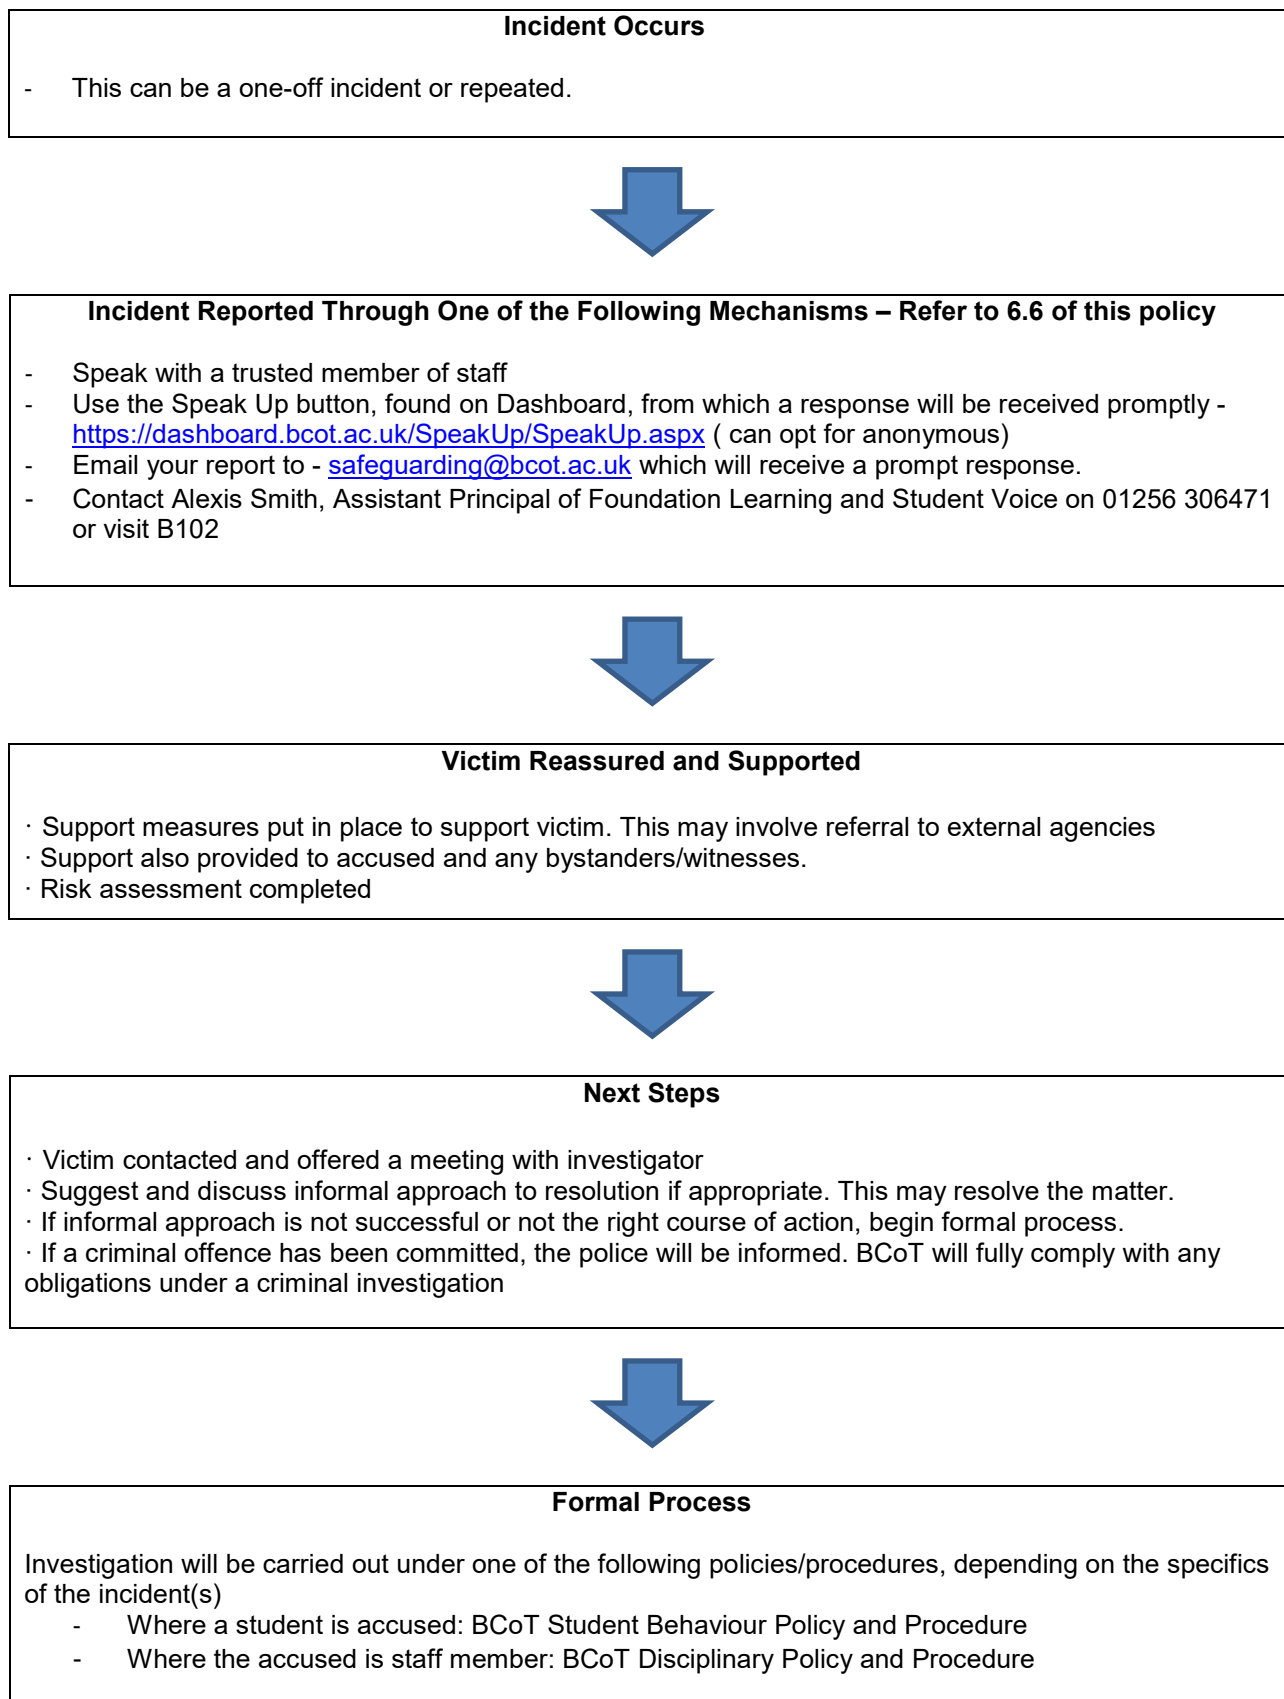 Incident Occurs
- This can be a one-off incident or repeated.
Incident Reported Through One of the Following Mechanisms – Refer to 6.6 of this policy
- Speak with a trusted member of staff
- Use the Speak Up button, found on Dashboard, from which a response will be received promptly -
https://dashboard.bcot.ac.uk/SpeakUp/SpeakUp.aspx ( can opt for anonymous)
- Email your report to - safeguarding@bcot.ac.uk which will receive a prompt response.
- Contact Alexis Smith, Assistant Principal of Foundation Learning and Student Voice on 01256 306471
or visit B102
Victim Reassured and Supported
· Support measures put in place to support victim. This may involve referral to external agencies
· Support also provided to accused and any bystanders/witnesses.
· Risk assessment completed
Next Steps
· Victim contacted and offered a meeting with investigator
· Suggest and discuss informal approach to resolution if appropriate. This may resolve the matter.
· If informal approach is not successful or not the right course of action, begin formal process.
· If a criminal offence has been committed, the police will be informed. BCoT will fully comply with any
obligations under a criminal investigation
Formal Process
Investigation will be carried out under one of the following policies/procedures, depending on the specifics
of the incident(s)
- Where a student is accused: BCoT Student Behaviour Policy and Procedure
- Where the accused is staff member: BCoT Disciplinary Policy and Procedure